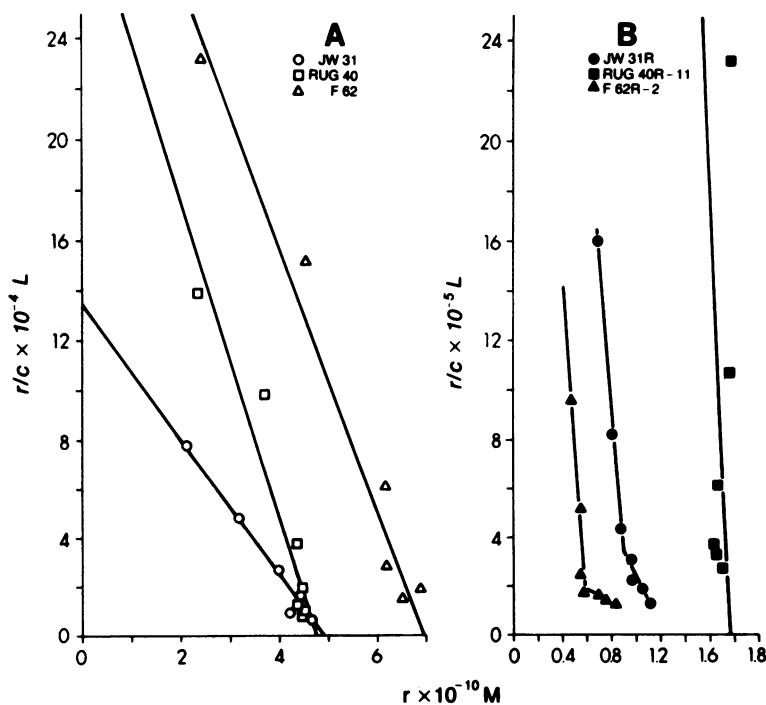 A
○ JW 31
□ RUG 40
△ F 62
24
20
16
12
8
4
0
r/c × 10⁻⁴ L
0 2 4 6
B
● JW 31R
■ RUG 40R-11
▲ F 62R-2
24
20
16
12
8
4
0
r/c × 10⁻⁵ L
0 0.4 0.8 1.2 1.6 1.8
r × 10⁻¹⁰ M